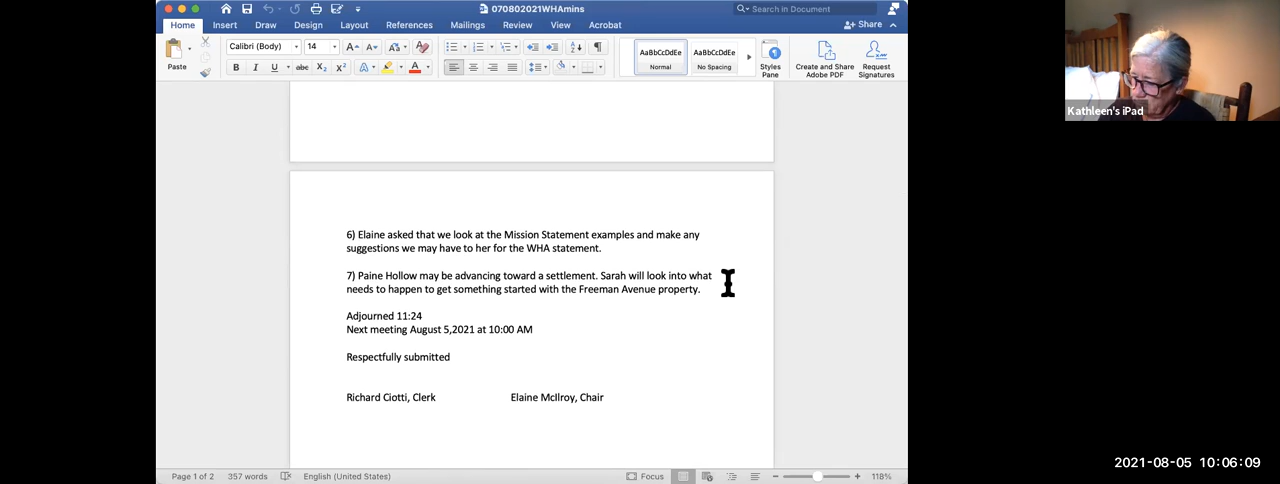 070802021WHAmins
Search in Document
Home Insert Draw Design Layout References Mailings Review View Acrobat
Share
Paste
Calibri (Body) 14
AaBbCcDdEe AaBbCcDdEe
Normal No Spacing
Styles Pane
Create and Share Adobe PDF
Request Signatures
Kathleen's iPad
6) Elaine asked that we look at the Mission Statement examples and make any
suggestions we may have to her for the WHA statement.
7) Paine Hollow may be advancing toward a settlement. Sarah will look into what
needs to happen to get something started with the Freeman Avenue property.
Adjourned 11:24
Next meeting August 5,2021 at 10:00 AM
Respectfully submitted
Richard Ciotti, Clerk Elaine McIlroy, Chair
Page 1 of 2 357 words English (United States) Focus 118%
2021-08-05 10:06:09